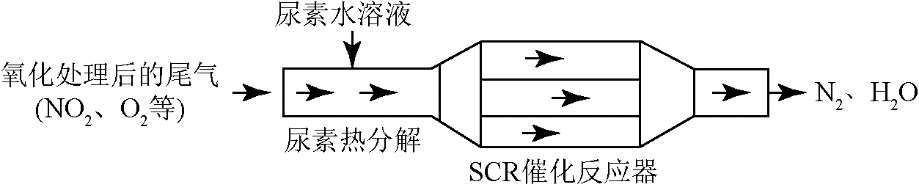 尿素水溶液
氧化处理后的尾气
(NO₂、O₂等)
N₂、H₂O
尿素热分解
SCR催化反应器